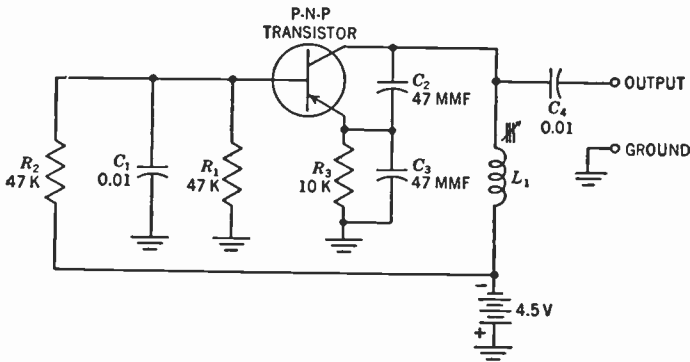 P-N-P
TRANSISTOR
C2
47 MMF
OUTPUT
C4
0.01
GROUND
R2
47 K
C1
0.01
R1
47 K
R3
10 K
C3
47 MMF
L1
-
4.5 V
+